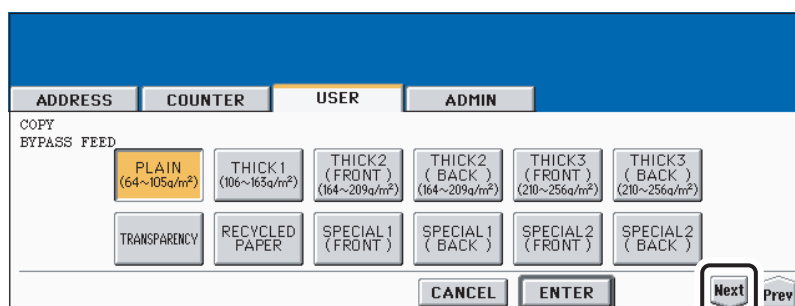 ADDRESS COUNTER USER ADMIN
COPY
BYPASS FEED
PLAIN
(64~105g/m²)
THICK1
(106~163g/m²)
THICK2
(FRONT)
(164~209g/m²)
THICK2
( BACK )
(164~209g/m²)
THICK3
(FRONT)
(210~256g/m²)
THICK3
( BACK )
(210~256g/m²)
TRANSPARENCY
RECYCLED
PAPER
SPECIAL1
(FRONT )
SPECIAL1
( BACK )
SPECIAL2
(FRONT )
SPECIAL2
( BACK )
CANCEL ENTER Next Prev